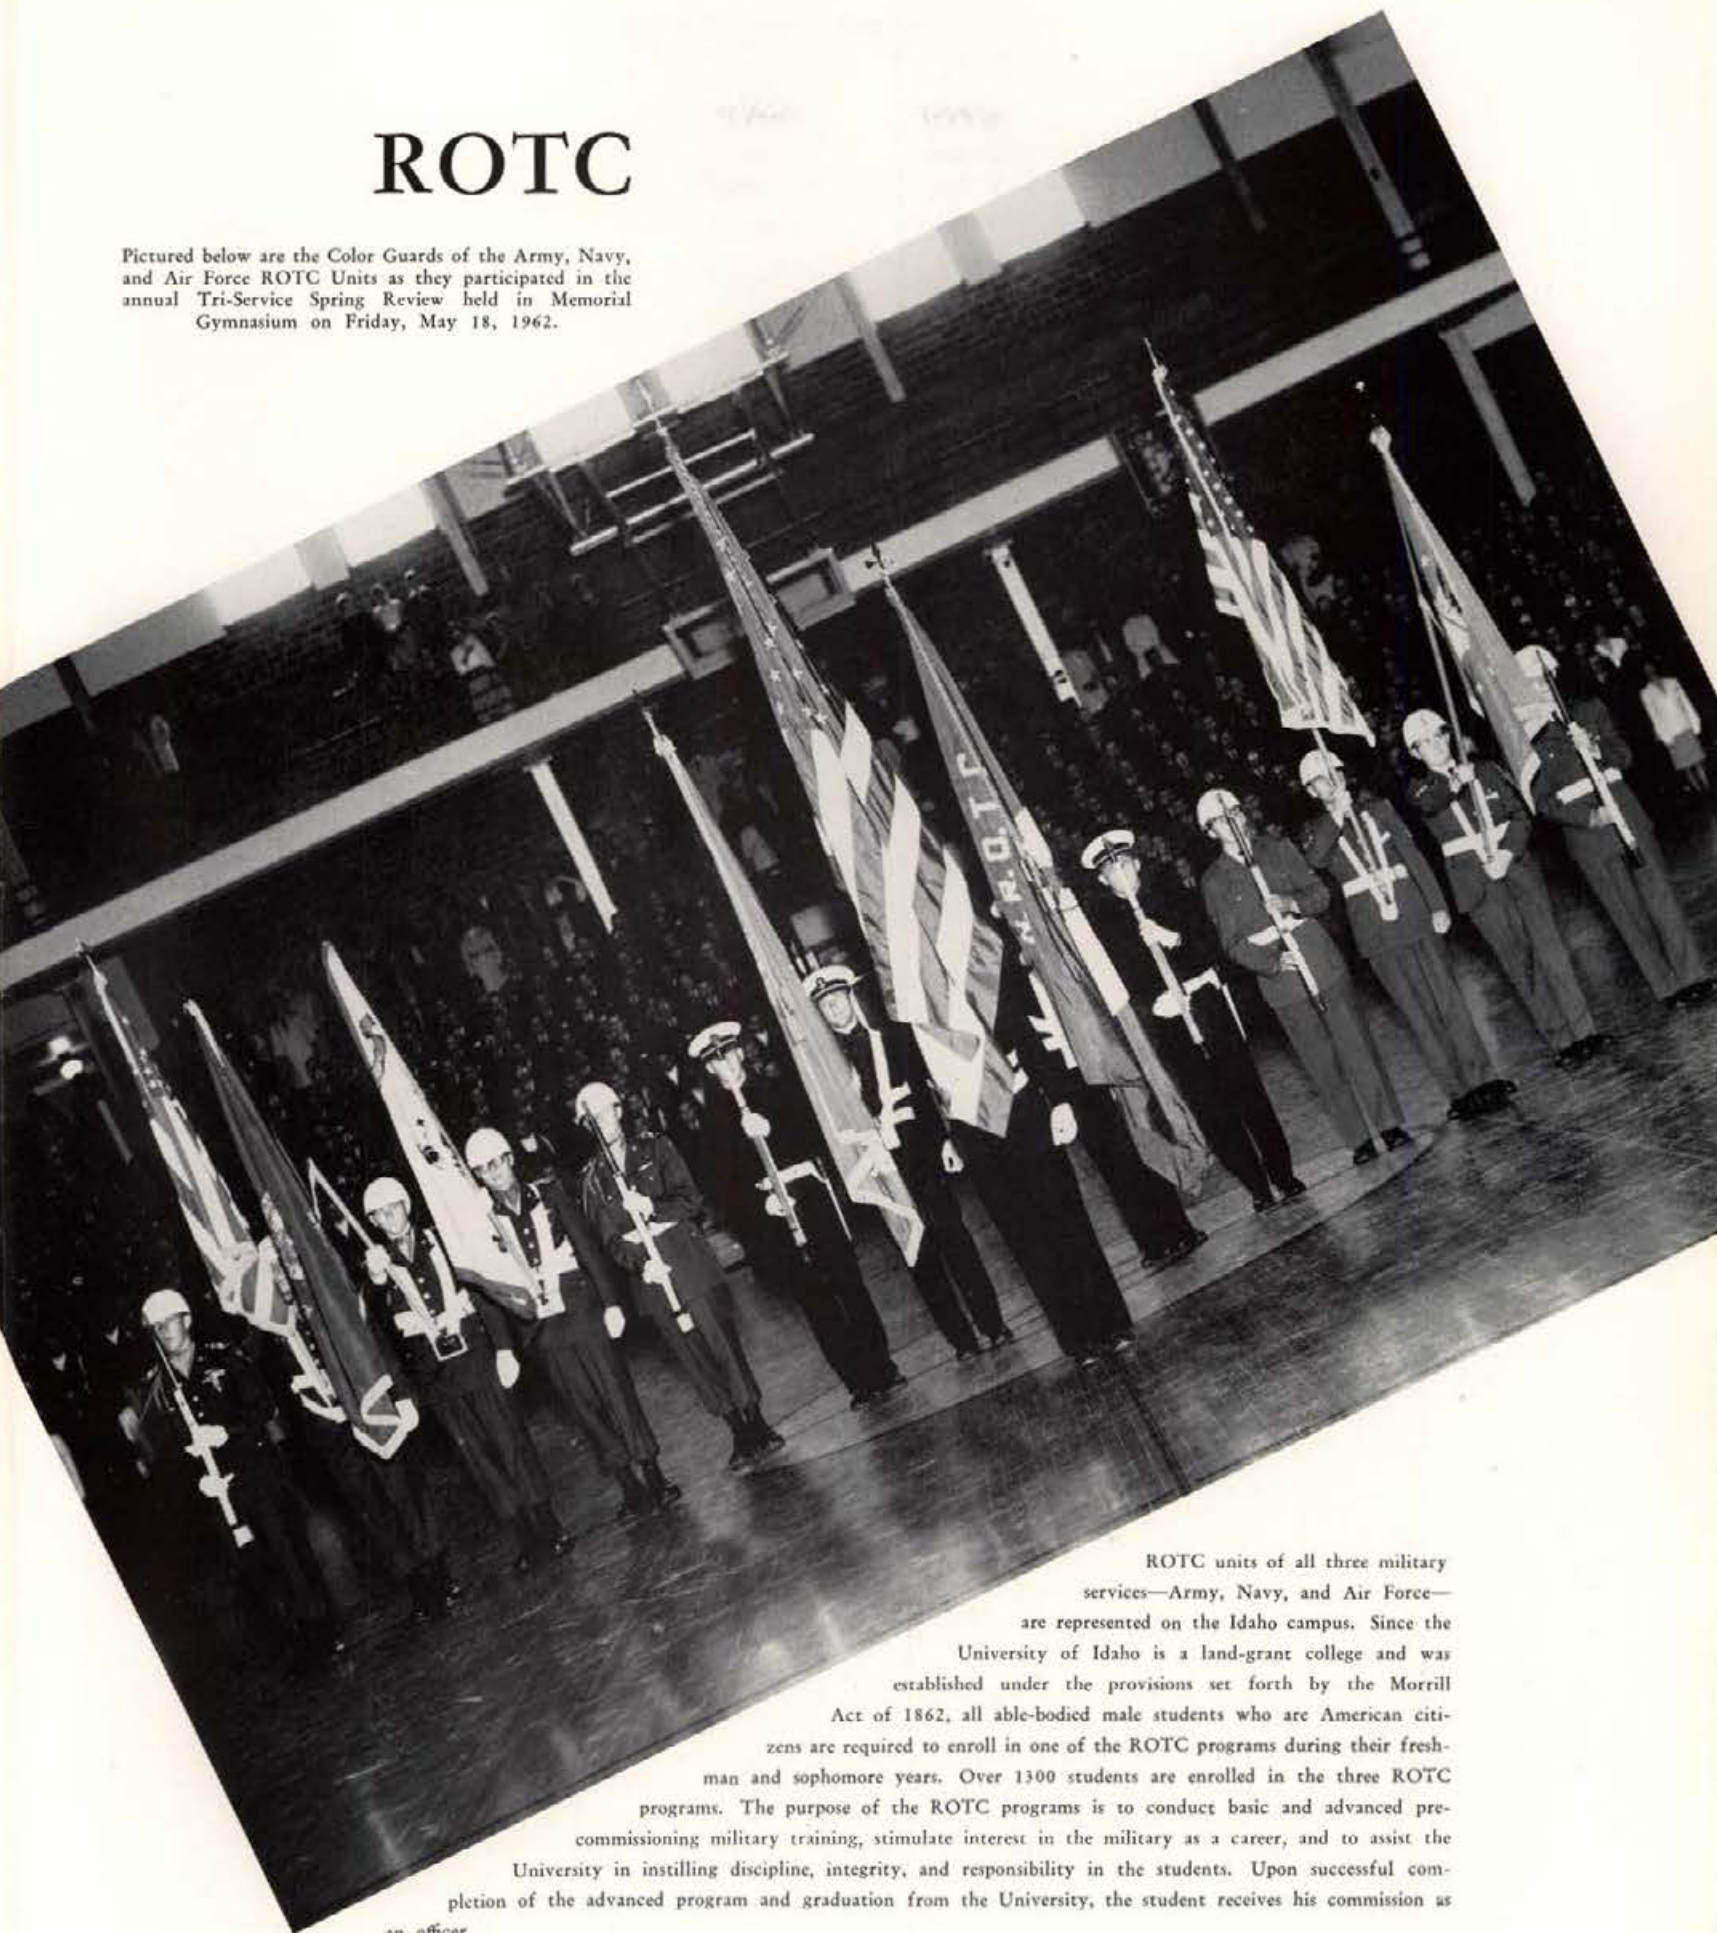 ROTC
Pictured below are the Color Guards of the Army, Navy,
and Air Force ROTC Units as they participated in the
annual Tri-Service Spring Review held in Memorial
Gymnasium on Friday, May 18, 1962.
N.R.O.T.C
ROTC units of all three military
services—Army, Navy, and Air Force—
are represented on the Idaho campus. Since the
University of Idaho is a land-grant college and was
established under the provisions set forth by the Morrill
Act of 1862, all able-bodied male students who are American citi-
zens are required to enroll in one of the ROTC programs during their fresh-
man and sophomore years. Over 1300 students are enrolled in the three ROTC
programs. The purpose of the ROTC programs is to conduct basic and advanced pre-
commissioning military training, stimulate interest in the military as a career, and to assist the
University in instilling discipline, integrity, and responsibility in the students. Upon successful com-
pletion of the advanced program and graduation from the University, the student receives his commission as
an officer